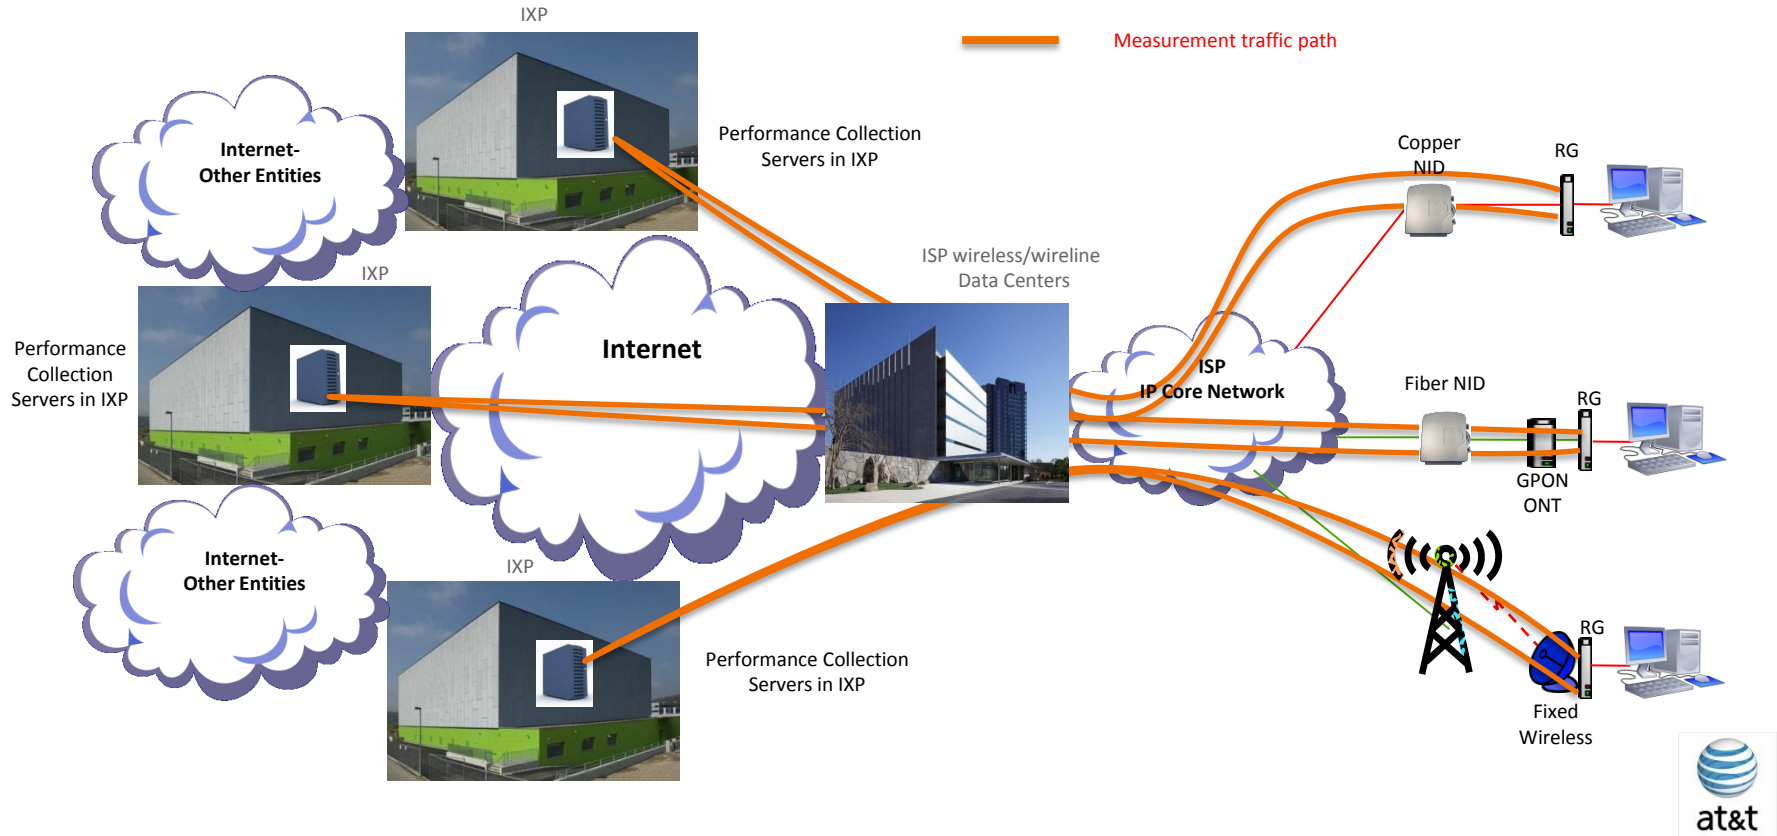 IXP
Measurement traffic path
Internet-
Other Entities
Performance Collection
Servers in IXP
Copper
NID
RG
IXP
ISP wireless/wireline
Data Centers
Performance
Collection
Servers in IXP
Internet
ISP
IP Core Network
Fiber NID
RG
GPON
ONT
Internet-
Other Entities
IXP
Performance Collection
Servers in IXP
RG
Fixed
Wireless
at&t